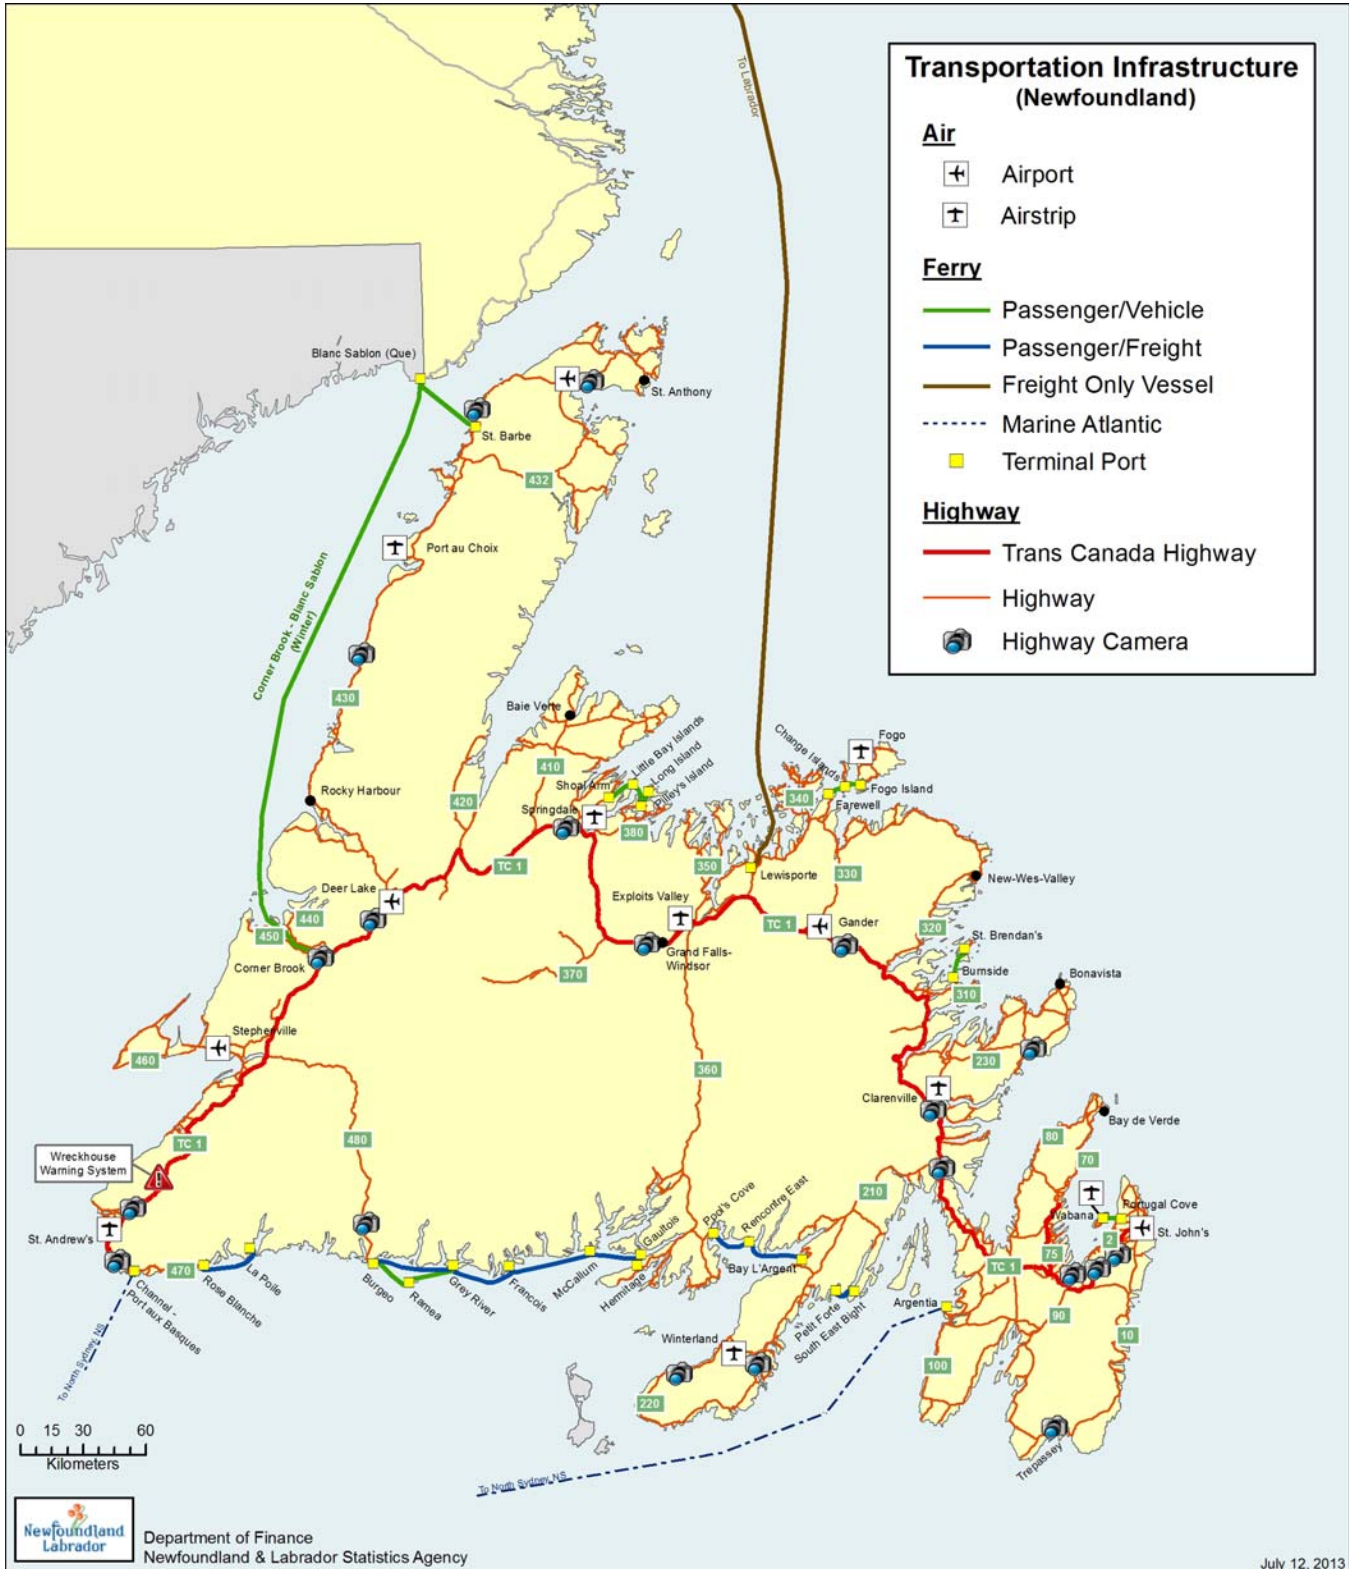 Transportation Infrastructure
(Newfoundland)
Air
Airport
Airstrip
Ferry
Passenger/Vehicle
Passenger/Freight
Freight Only Vessel
Marine Atlantic
Terminal Port
Highway
Trans Canada Highway
Highway
Highway Camera
To Labrador
Blanc Sablon (Que)
St. Anthony
St. Barbe
432
Port au Choix
Corner Brook - Blanc Sablon
(Winter)
430
Baie Verte
Little Bay Islands
Long Island
Pilley's Island
Change Islands
Fogo
410
Shoal Arm
Fogo Island
Rocky Harbour
420
340
Farewell
Springdale
380
TC 1
350
Lewisporte
330
New-Wes-Valley
Deer Lake
Exploits Valley
440
450
TC 1
Gander
320
St. Brendan's
Corner Brook
Grand Falls-
Windsor
370
Burnside
310
Bonavista
Stephenville
460
230
360
Clarenville
Bay de Verde
TC 1
480
80
70
Wreckhouse
Warning System
210
Pool's Cove
Rencontre East
Gaultois
Wabana
Portugal Cove
St. John's
St. Andrew's
2
75
470
La Poile
Rose Blanche
Channel -
Port aux Basques
Burgeo
Ramea
Grey River
Francois
McCallum
Hermitage
Bay L'Argent
TC 1
Petit Forte
South East Bight
Argentia
90
10
Winterland
100
220
To North Sydney, NS
Trepassey
To North Sydney, NS
0 15 30 60
Kilometers
Newfoundland
Labrador
Department of Finance
Newfoundland & Labrador Statistics Agency
July 12, 2013